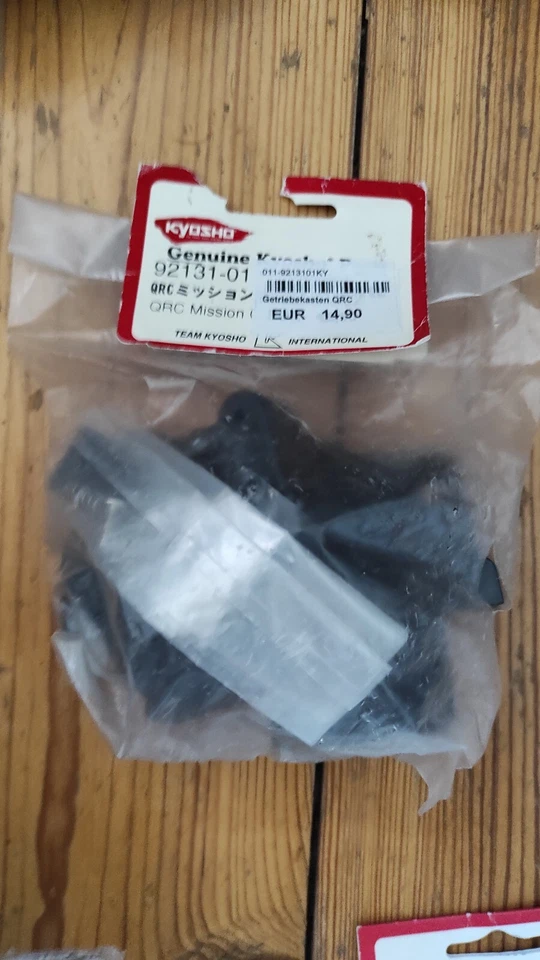 KYOSHO
Genuine
92131-01
QRCミッション
QRC Mission
TEAM KYOSHO INTERNATIONAL
011-9213101KY
Getriebekasten QRC
EUR 14,90